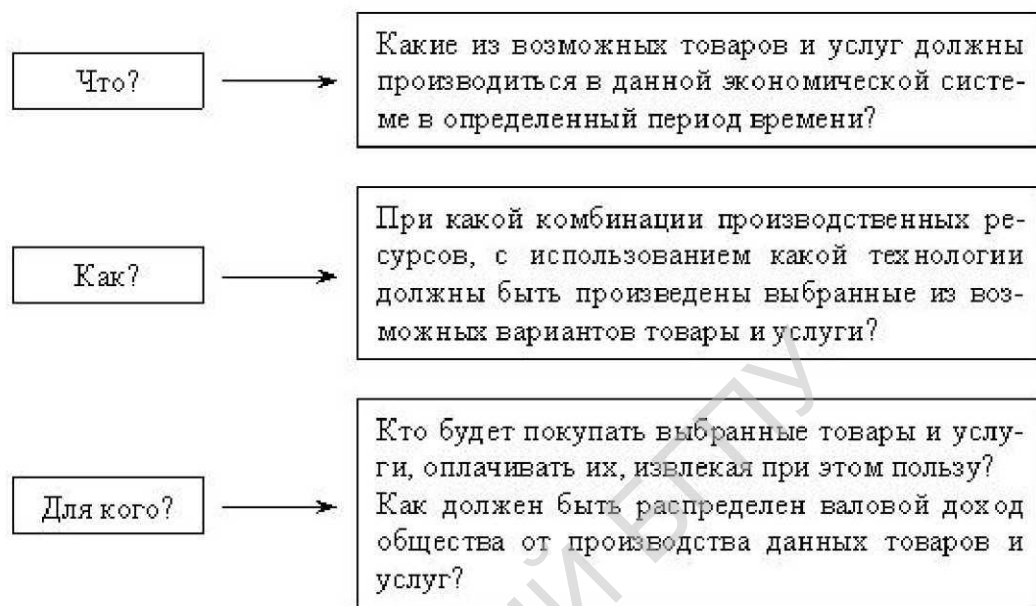 Что?
Какие из возможных товаров и услуг должны
производиться в данной экономической систе-
ме в определенный период времени?
Как?
При какой комбинации производственных ре-
сурсов, с использованием какой технологии
должны быть произведены выбранные из воз-
можных вариантов товары и услуги?
Для кого?
Кто будет покупать выбранные товары и услу-
ги, оплачивать их, извлекая при этом пользу?
Как должен быть распределен валовой доход
общества от производства данных товаров и
услуг?
БГПУ